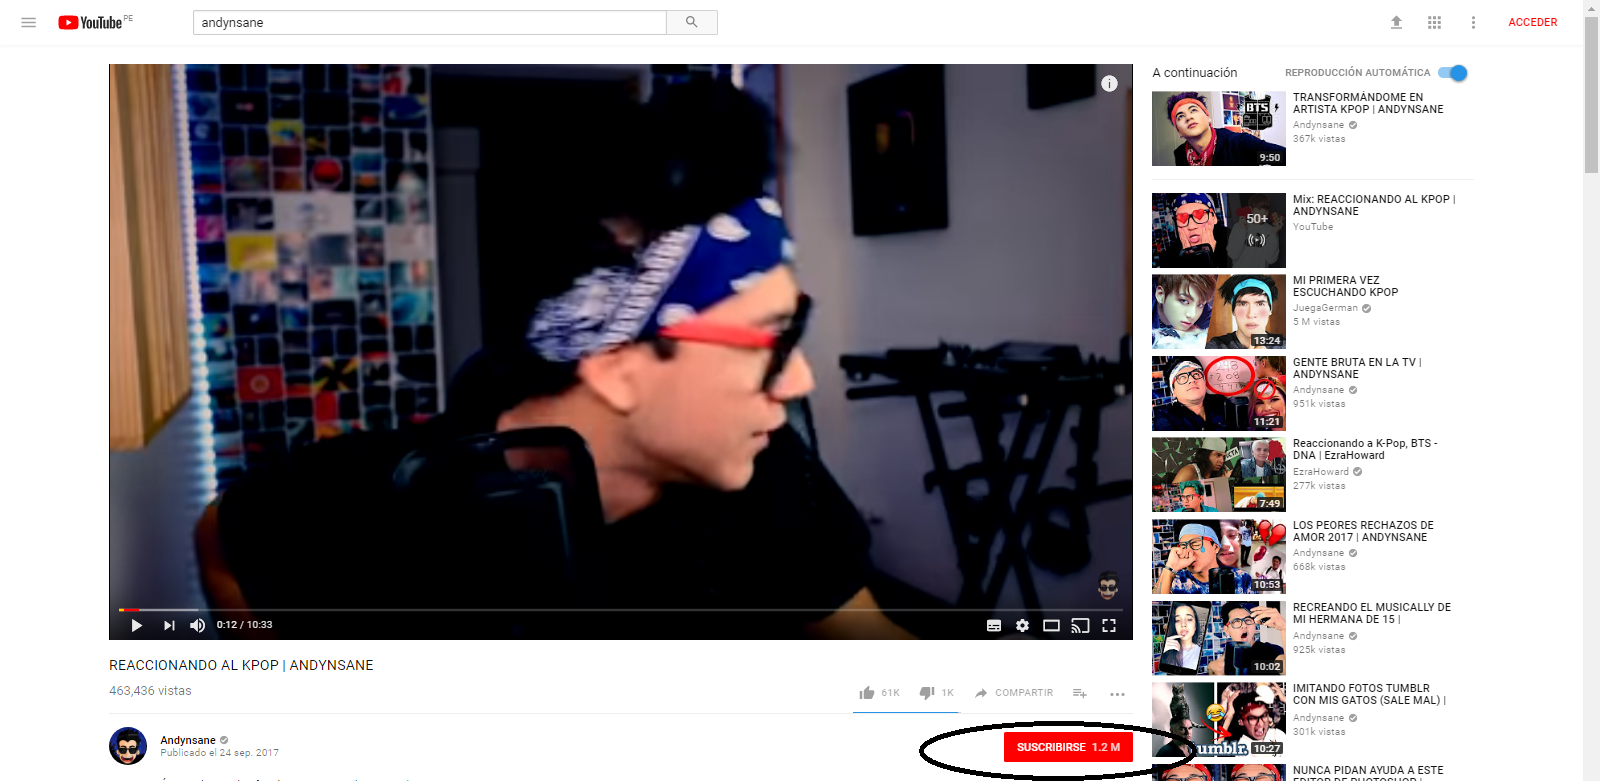 YouTube PE
andynsane
ACCEDER
0:12 / 10:33
REACCIONANDO AL KPOP | ANDYNSANE
463,436 vistas
61K 1K COMPARTIR
Andynsane
Publicado el 24 sep. 2017
SUSCRIBIRSE 1.2 M
A continuación REPRODUCCIÓN AUTOMÁTICA
BTS
9:50
TRANSFORMÁNDOME EN
ARTISTA KPOP | ANDYNSANE
Andynsane
367k vistas
50+
Mix: REACCIONANDO AL KPOP |
ANDYNSANE
YouTube
13:24
MI PRIMERA VEZ
ESCUCHANDO KPOP
JuegaGerman
5 M vistas
11:21
GENTE BRUTA EN LA TV |
ANDYNSANE
Andynsane
951k vistas
7:49
Reaccionando a K-Pop, BTS -
DNA | EzraHoward
EzraHoward
277k vistas
10:53
LOS PEORES RECHAZOS DE
AMOR 2017 | ANDYNSANE
Andynsane
668k vistas
10:02
RECREANDO EL MUSICALLY DE
MI HERMANA DE 15 |
Andynsane
925k vistas
tumblr.
10:27
IMITANDO FOTOS TUMBLR
CON MIS GATOS (SALE MAL) |
Andynsane
301k vistas
NUNCA PIDAN AYUDA A ESTE
EDITOR DE PHOTOSHOP |